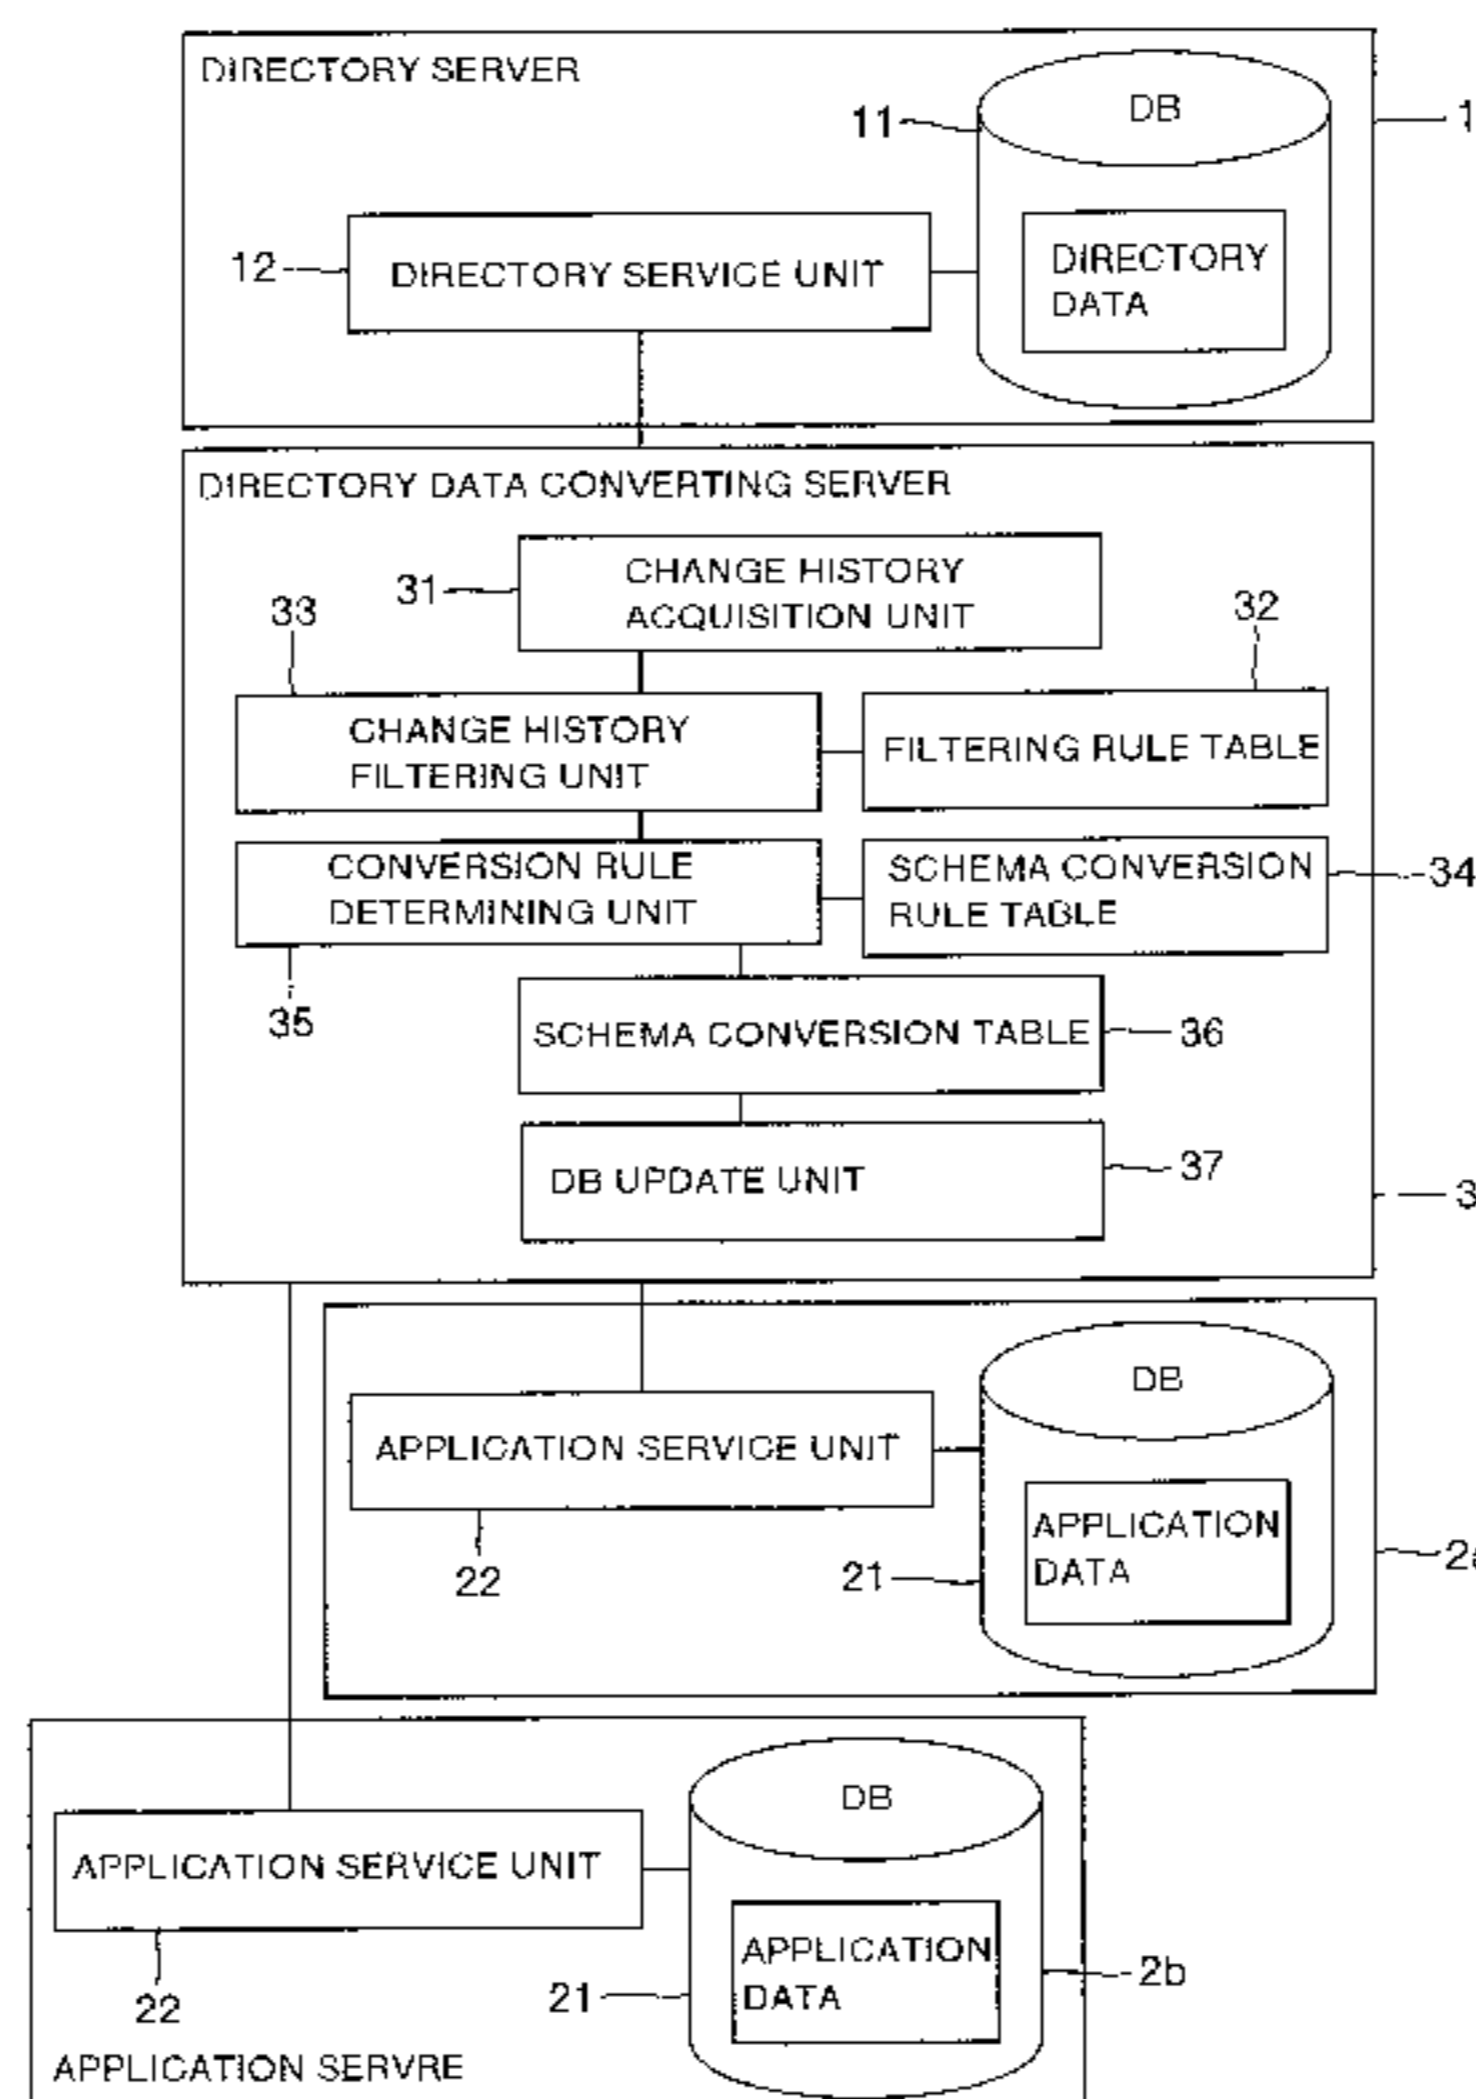 DIRECTORY SERVER
DB
11
1
12
DIRECTORY SERVICE UNIT
DIRECTORY
DATA
DIRECTORY DATA CONVERTING SERVER
31
CHANGE HISTORY
ACQUISITION UNIT
33
32
CHANGE HISTORY
FILTERING UNIT
FILTERING RULE TABLE
CONVERSION RULE
DETERMINING UNIT
SCHEMA CONVERSION
RULE TABLE
34
35
SCHEMA CONVERSION TABLE
36
DB UPDATE UNIT
37
3
DB
APPLICATION SERVICE UNIT
APPLICATION
DATA
22
21
2a
DB
APPLICATION SERVICE UNIT
APPLICATION
DATA
22
21
2b
APPLICATION SERVRE